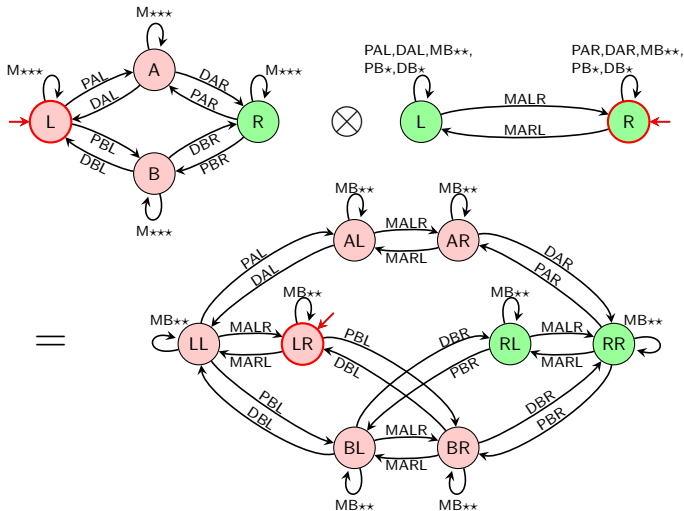 M⋆⋆⋆
PAL,DAL,MB⋆⋆,
PB⋆,DB⋆
PAR,DAR,MB⋆⋆,
PB⋆,DB⋆
M⋆⋆⋆
A
M⋆⋆⋆
PAL
DAL
DAR
PAR
L
R
⊗
L
MALR
MARL
R
PBL
DBL
DBR
PBR
B
M⋆⋆⋆
MB⋆⋆
MB⋆⋆
AL
MALR
MARL
AR
PAL
DAL
DAR
PAR
=
MB⋆⋆
MB⋆⋆
MB⋆⋆
MB⋆⋆
LL
MALR
MARL
LR
PBL
DBL
DBR
PBR
RL
MALR
MARL
RR
PBL
DBL
DBR
PBR
BL
MALR
MARL
BR
MB⋆⋆
MB⋆⋆